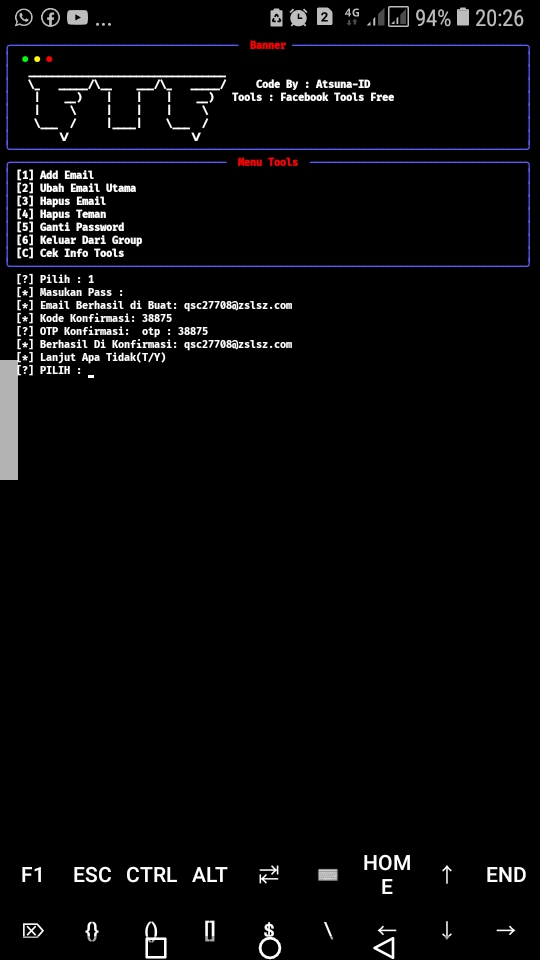 ... 4G 94% 20:26
Banner
Code By : Atsuna-ID
Tools : Facebook Tools Free
Menu Tools
[1] Add Email
[2] Ubah Email Utama
[3] Hapus Email
[4] Hapus Teman
[5] Ganti Password
[6] Keluar Dari Group
[C] Cek Info Tools
[?] Pilih : 1
[*] Masukan Pass :
[*] Email Berhasil di Buat: qsc27708@zslsz.com
[*] Kode Konfirmasi: 38875
[?] OTP Konfirmasi:  otp : 38875
[*] Berhasil Di Konfirmasi: qsc27708@zslsz.com
[*] Lanjut Apa Tidak(T/Y)
[?] PILIH : _
F1 ESC CTRL ALT ⇄ HOME ↑ END
{} () [] $ \ ← ↓ →